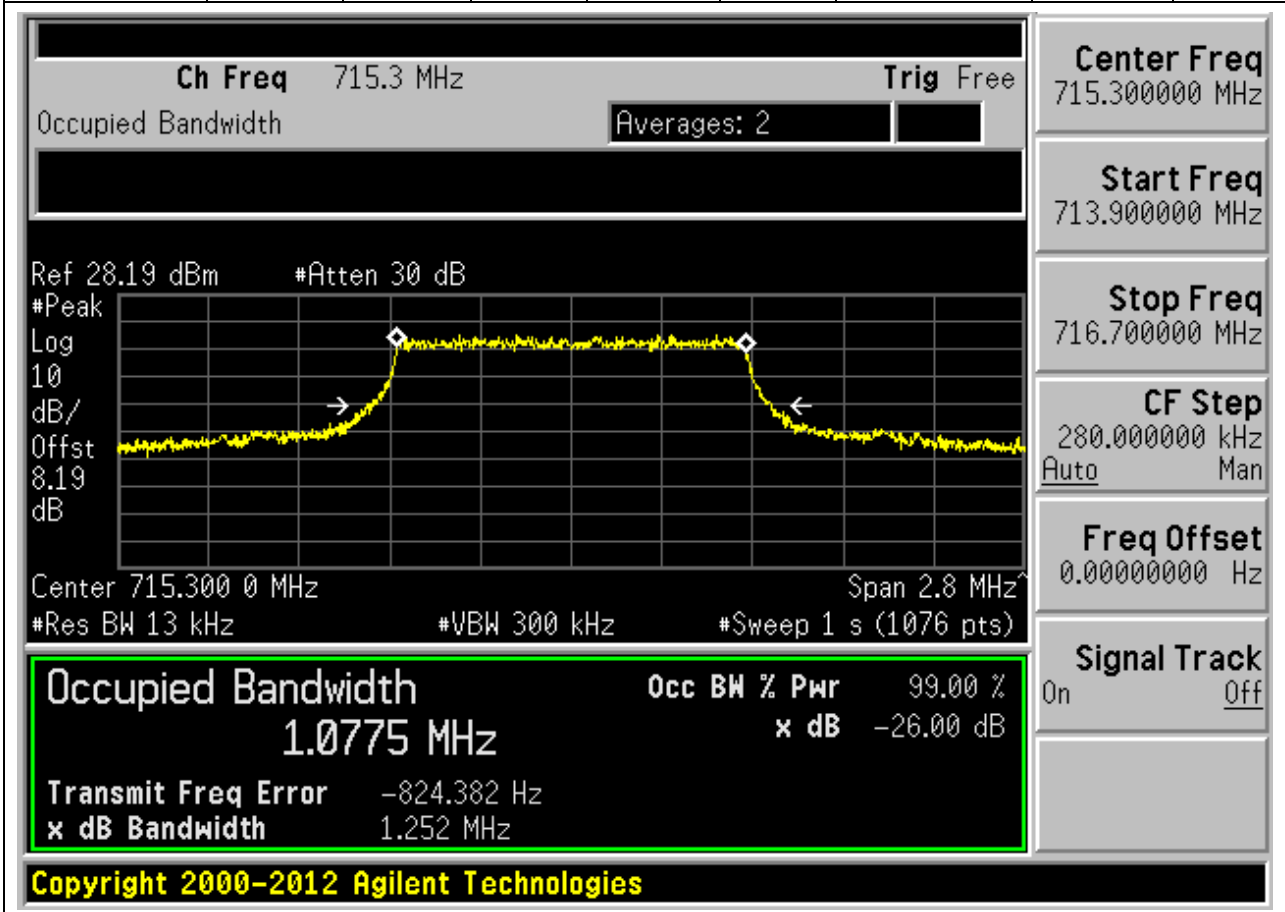 Ch Freq 715.3 MHz Trig Free
Occupied Bandwidth Averages: 2
Ref 28.19 dBm #Atten 30 dB
#Peak
Log
10
dB/
Offst
8.19
dB
Center 715.300 0 MHz Span 2.8 MHz^
#Res BW 13 kHz #VBW 300 kHz #Sweep 1 s (1076 pts)
Occupied Bandwidth Occ BW % Pwr 99.00 %
1.0775 MHz x dB -26.00 dB
Transmit Freq Error -824.382 Hz
x dB Bandwidth 1.252 MHz
Copyright 2000-2012 Agilent Technologies
Center Freq
715.300000 MHz
Start Freq
713.900000 MHz
Stop Freq
716.700000 MHz
CF Step
280.000000 kHz
Auto Man
Freq Offset
0.00000000 Hz
Signal Track
On Off